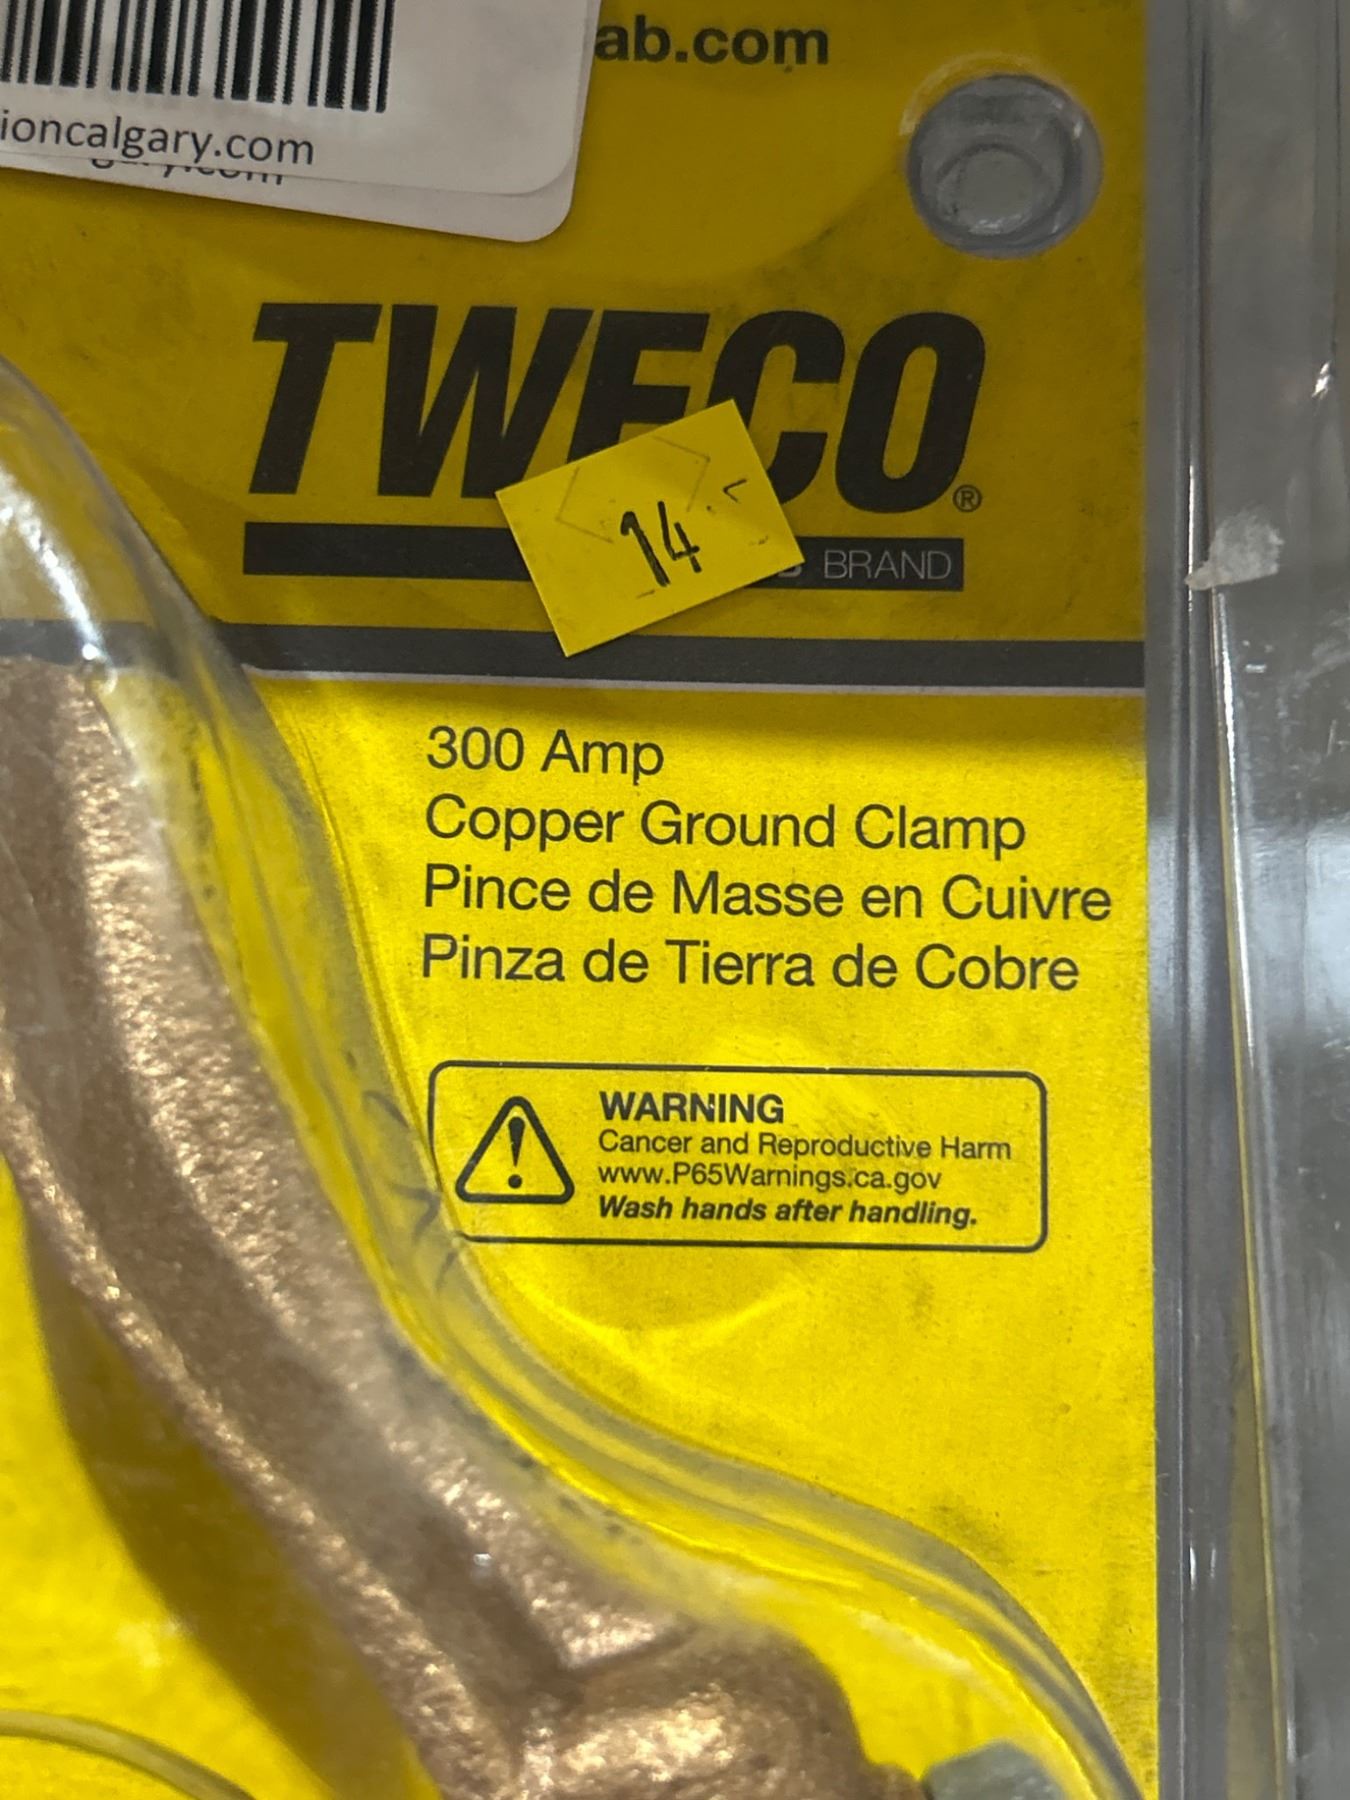 ab.com
ioncalgary.com
TWECO®
14
BRAND
300 Amp
Copper Ground Clamp
Pince de Masse en Cuivre
Pinza de Tierra de Cobre
WARNING
Cancer and Reproductive Harm
www.P65Warnings.ca.gov
Wash hands after handling.